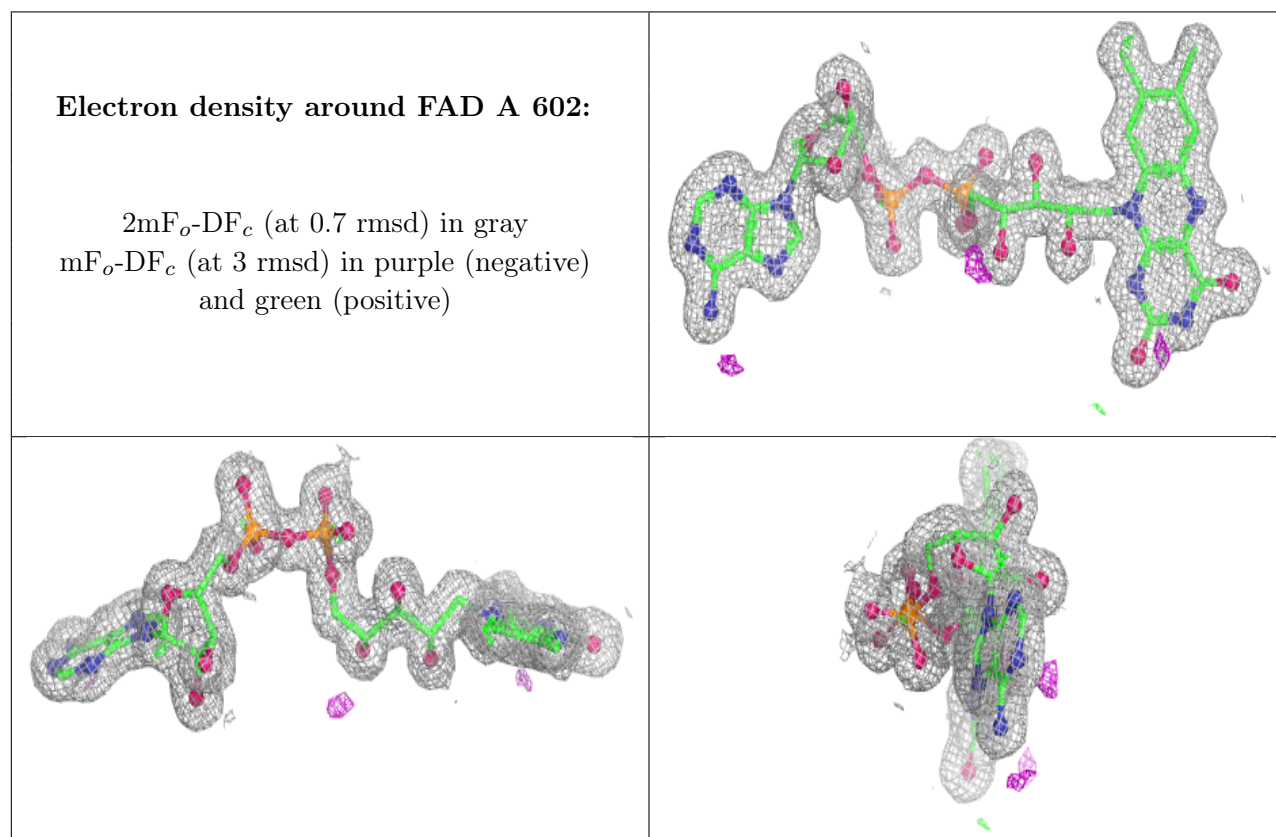 Electron density around FAD A 602:
2mFo-DFc (at 0.7 rmsd) in gray
mFo-DFc (at 3 rmsd) in purple (negative)
and green (positive)